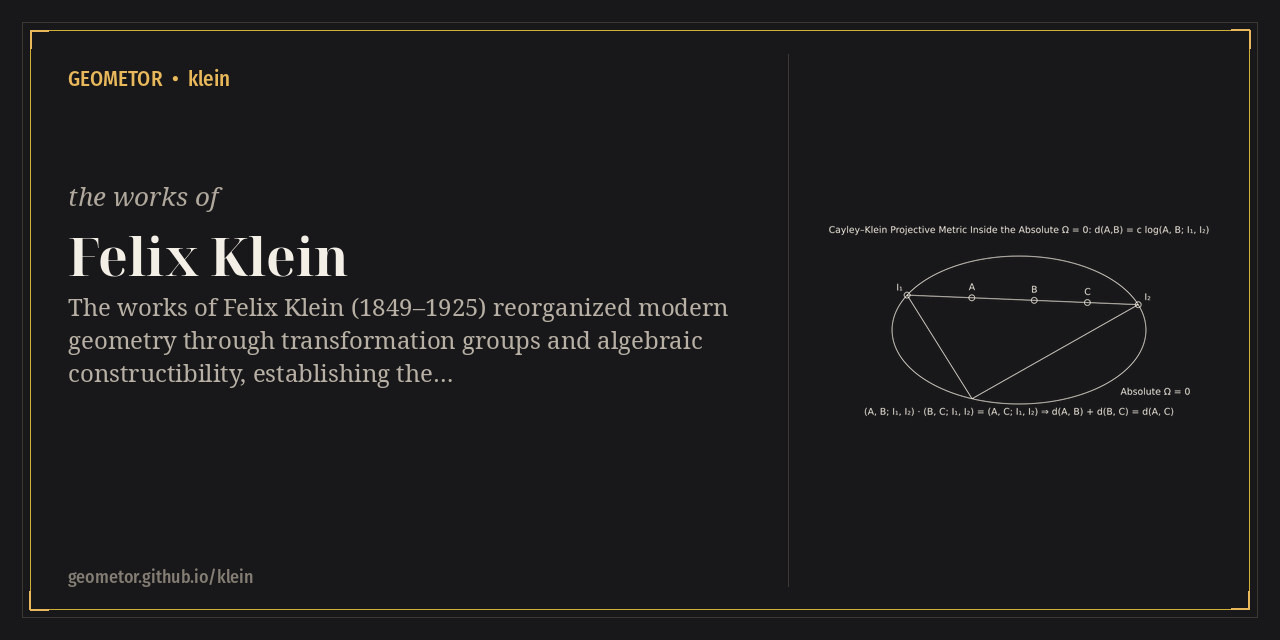 GEOMETOR • klein
the works of
Felix Klein
The works of Felix Klein (1849–1925) reorganized modern
geometry through transformation groups and algebraic
constructibility, establishing the...
geometor.github.io/klein
Cayley–Klein Projective Metric Inside the Absolute Ω = 0: d(A,B) = c log(A, B; I₁, I₂)
I₁
A
B
C
I₂
Absolute Ω = 0
(A, B; I₁, I₂) · (B, C; I₁, I₂) = (A, C; I₁, I₂) ⇒ d(A, B) + d(B, C) = d(A, C)